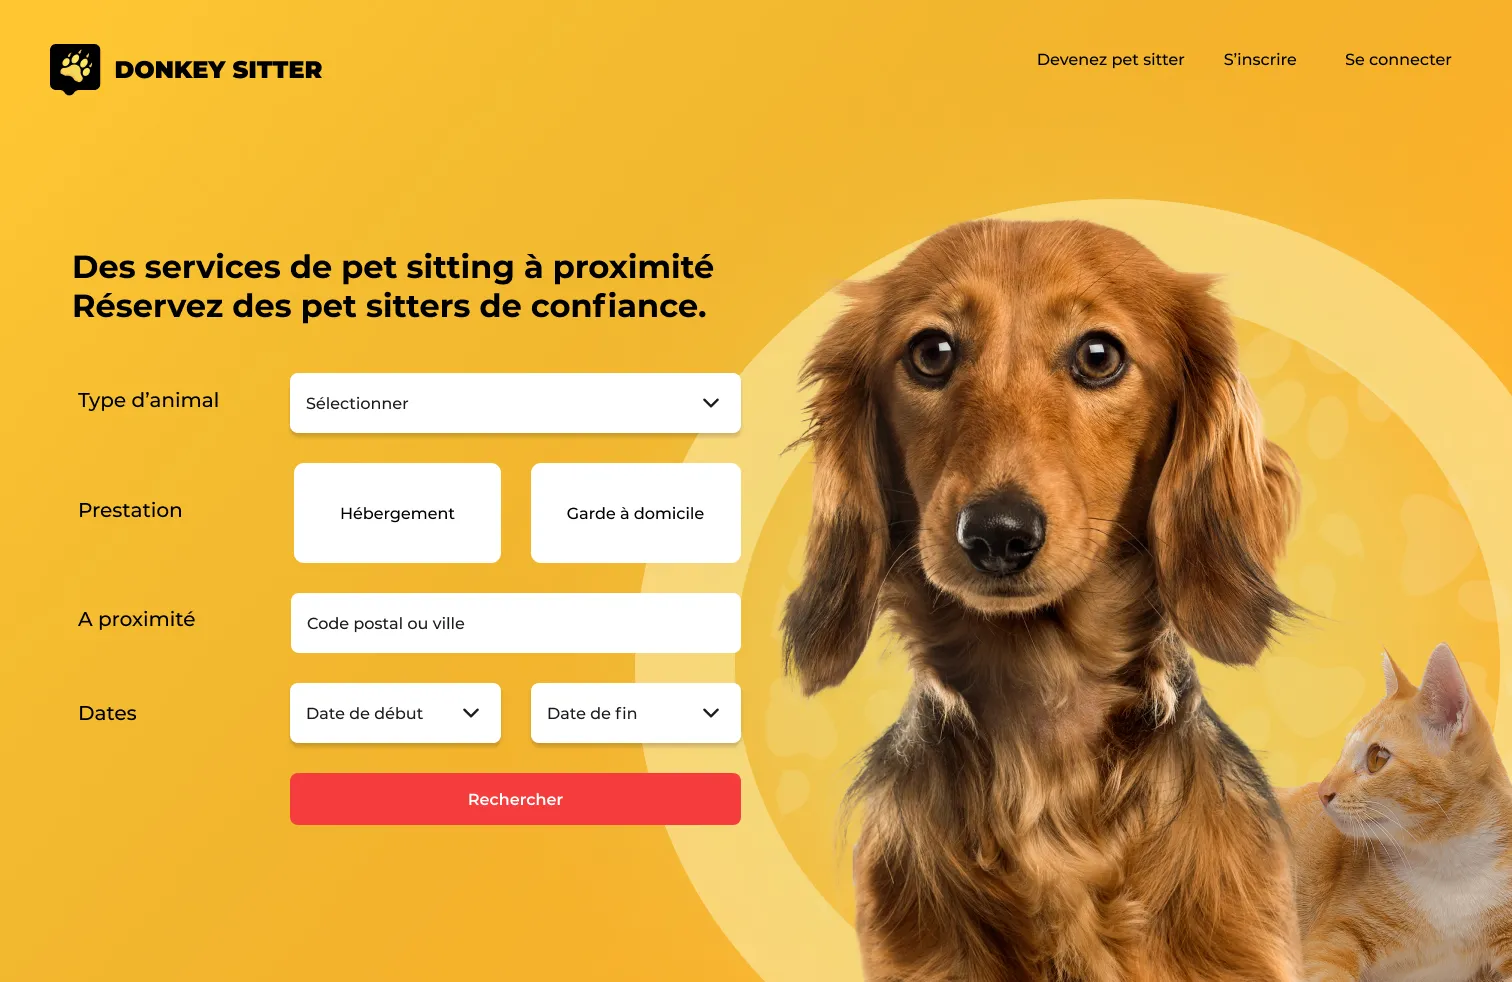 DONKEY SITTER
Devenez pet sitter
S’inscrire
Se connecter
Des services de pet sitting à proximité
Réservez des pet sitters de confiance.
Type d’animal
Sélectionner
Prestation
Hébergement
Garde à domicile
A proximité
Code postal ou ville
Dates
Date de début
Date de fin
Rechercher